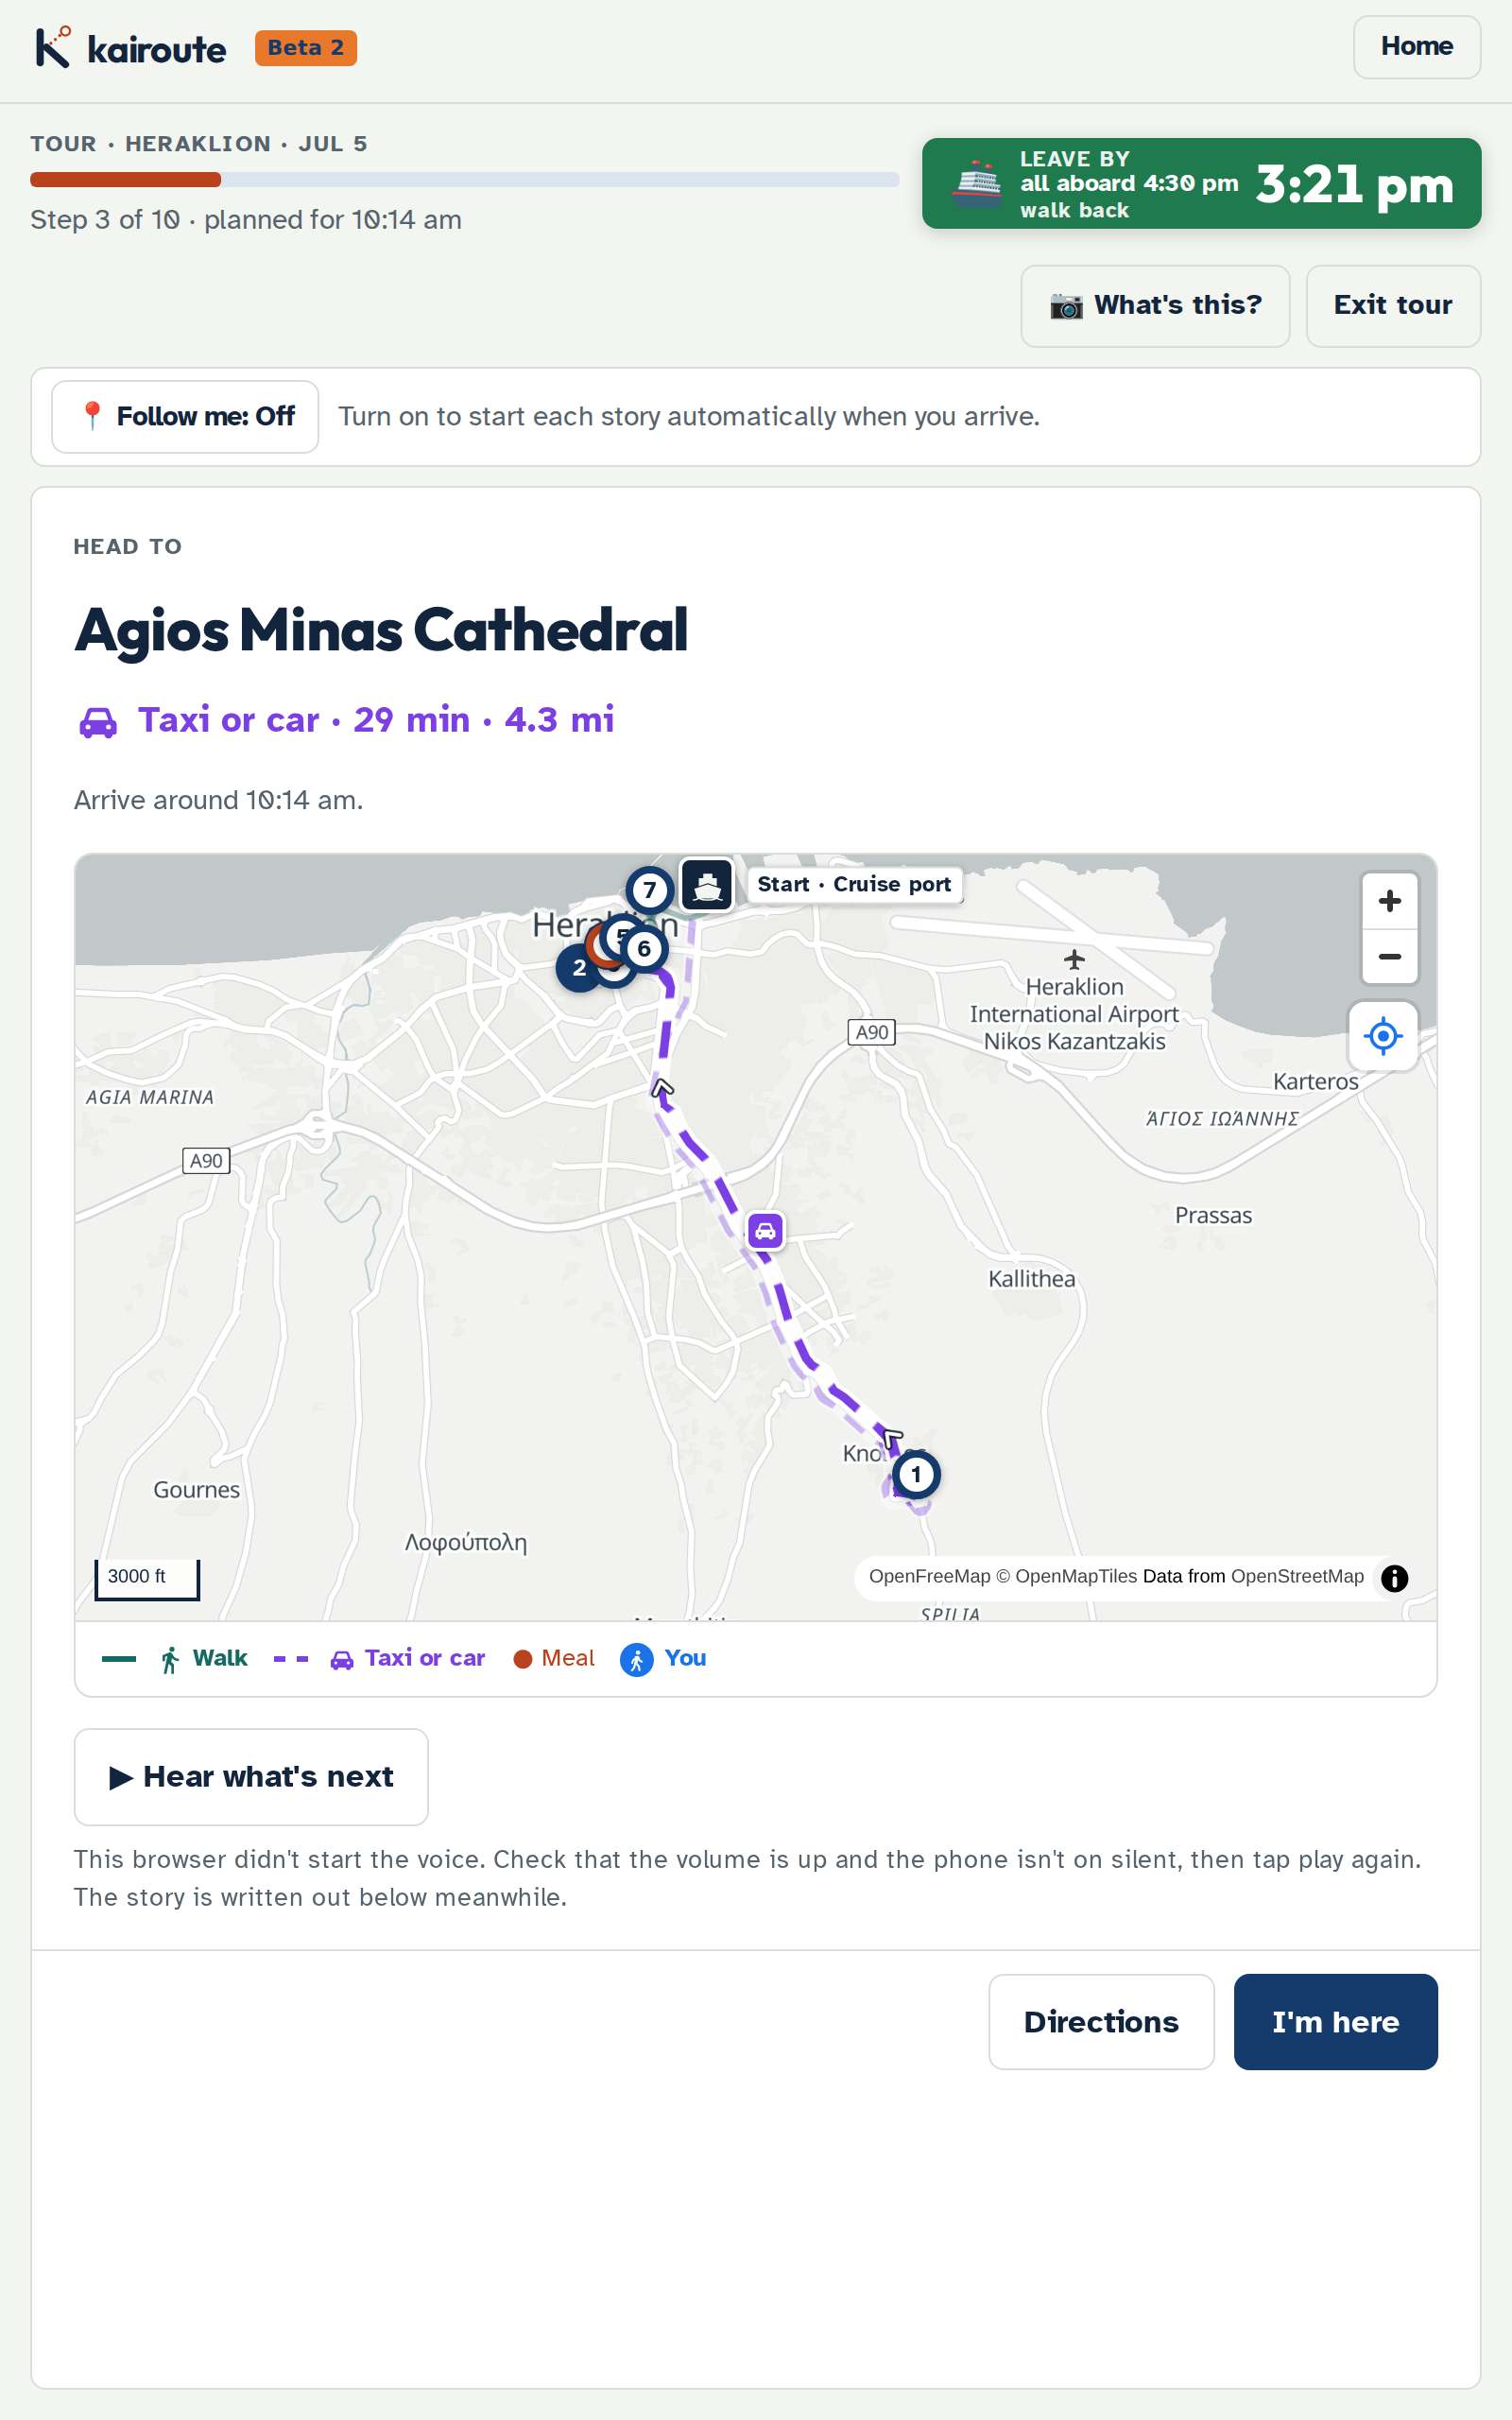 kairoute
Beta 2
Home
TOUR · HERAKLION · JUL 5
Step 3 of 10 · planned for 10:14 am
LEAVE BY
all aboard 4:30 pm
walk back
3:21 pm
What's this?
Exit tour
Follow me: Off
Turn on to start each story automatically when you arrive.
HEAD TO
Agios Minas Cathedral
Taxi or car · 29 min · 4.3 mi
Arrive around 10:14 am.
7
Start · Cruise port
5
6
2
Heraklion
International Airport
Nikos Kazantzakis
A90
Karteros
AGIA MARINA
ΆΓΙΟΣ ΙΩΆΝΝΗΣ
A90
Prassas
Kallithea
1
Gournes
Λοφούπολη
3000 ft
OpenFreeMap © OpenMapTiles Data from OpenStreetMap
SPILIA
Walk
Taxi or car
Meal
You
Hear what's next
This browser didn't start the voice. Check that the volume is up and the phone isn't on silent, then tap play again.
The story is written out below meanwhile.
Directions
I'm here